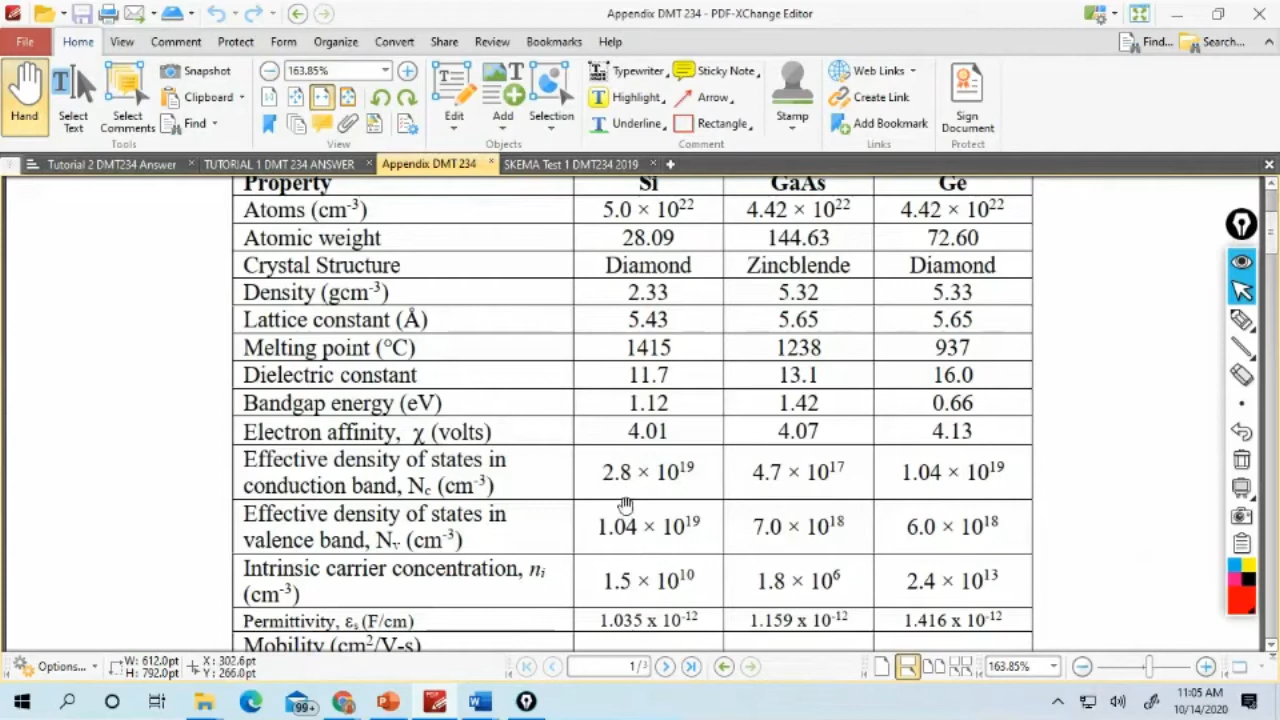 Appendix DMT 234 - PDF-XChange Editor
File Home View Comment Protect Form Organize Convert Share Review Bookmarks Help Find... Search...
Hand
Select Text
Select Comments
Snapshot
Clipboard
Find
Tools
163.85%
View
Edit
Add
Selection
Objects
Typewriter
Highlight
Underline
Sticky Note
Arrow
Rectangle
Stamp
Comment
Web Links
Create Link
Add Bookmark
Links
Sign Document
Protect
Tutorial 2 DMT234 Answer × TUTORIAL 1 DMT 234 ANSWER × Appendix DMT 234 × SKEMA Test 1 DMT234 2019 ×
Property Si GaAs Ge
Atoms (cm⁻³) 5.0 × 10²² 4.42 × 10²² 4.42 × 10²²
Atomic weight 28.09 144.63 72.60
Crystal Structure Diamond Zincblende Diamond
Density (gcm⁻³) 2.33 5.32 5.33
Lattice constant (Å) 5.43 5.65 5.65
Melting point (°C) 1415 1238 937
Dielectric constant 11.7 13.1 16.0
Bandgap energy (eV) 1.12 1.42 0.66
Electron affinity, χ (volts) 4.01 4.07 4.13
Effective density of states in
conduction band, Nc (cm⁻³) 2.8 × 10¹⁹ 4.7 × 10¹⁷ 1.04 × 10¹⁹
Effective density of states in
valence band, Nv (cm⁻³) 1.04 × 10¹⁹ 7.0 × 10¹⁸ 6.0 × 10¹⁸
Intrinsic carrier concentration, ni
(cm⁻³) 1.5 × 10¹⁰ 1.8 × 10⁶ 2.4 × 10¹³
Permittivity, εs (F/cm) 1.035 x 10⁻¹² 1.159 x 10⁻¹² 1.416 x 10⁻¹²
Mobility (cm²/V-s)
Options...
W: 612.0pt
H: 792.0pt
X: 302.6pt
Y: 266.0pt
1/3
163.85%
99+
11:05 AM
10/14/2020